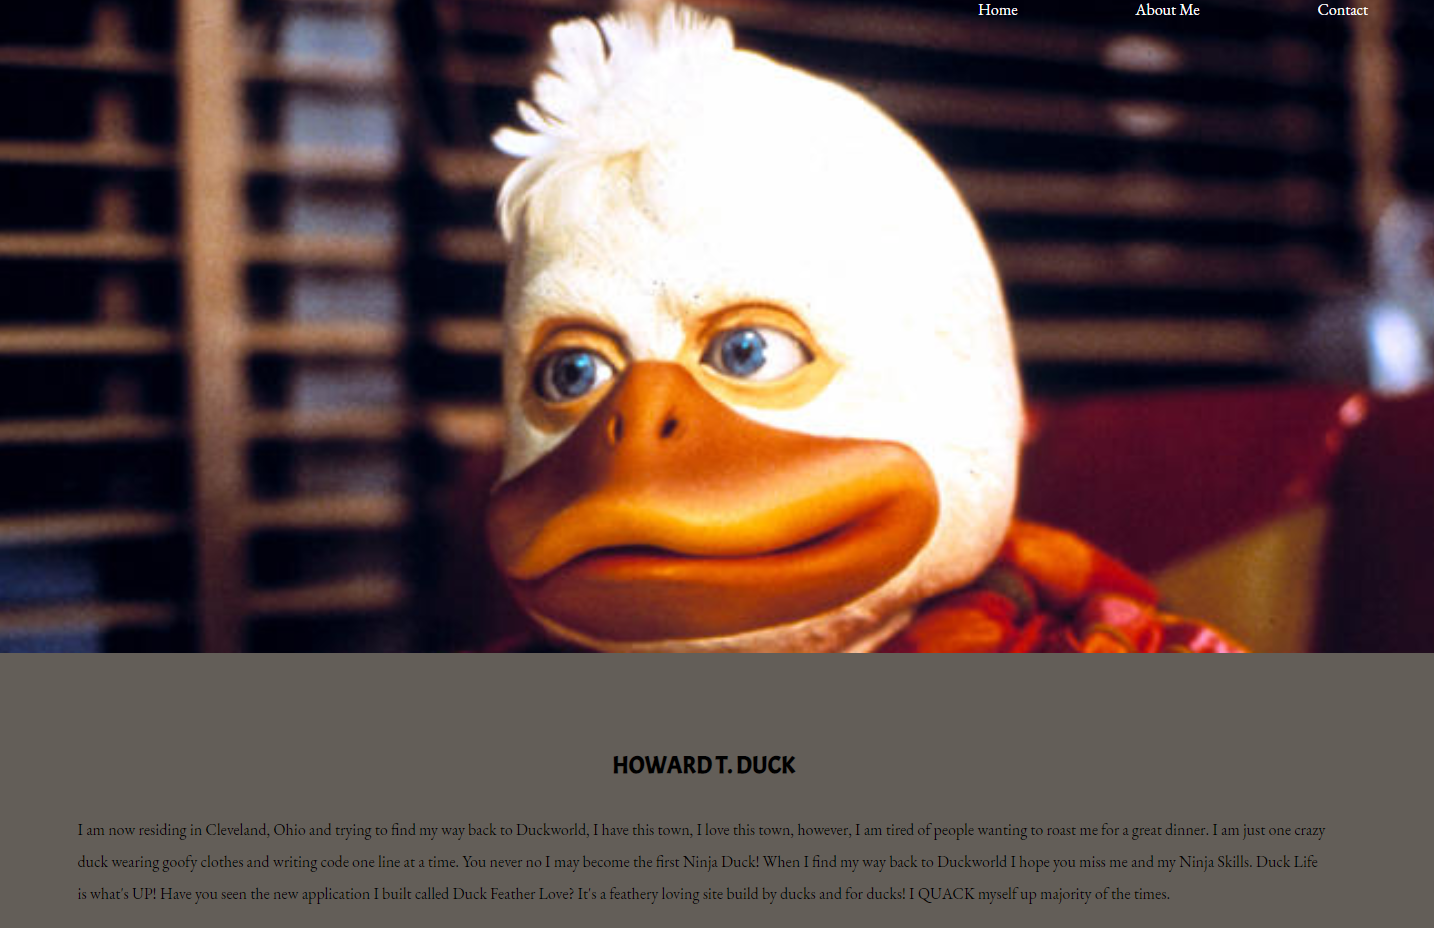 Home About Me Contact
HOWARD T. DUCK
I am now residing in Cleveland, Ohio and trying to find my way back to Duckworld, I have this town, I love this town, however, I am tired of people wanting to roast me for a great dinner. I am just one crazy
duck wearing goofy clothes and writing code one line at a time. You never no I may become the first Ninja Duck! When I find my way back to Duckworld I hope you miss me and my Ninja Skills. Duck Life
is what's UP! Have you seen the new application I built called Duck Feather Love? It's a feathery loving site build by ducks and for ducks! I QUACK myself up majority of the times.